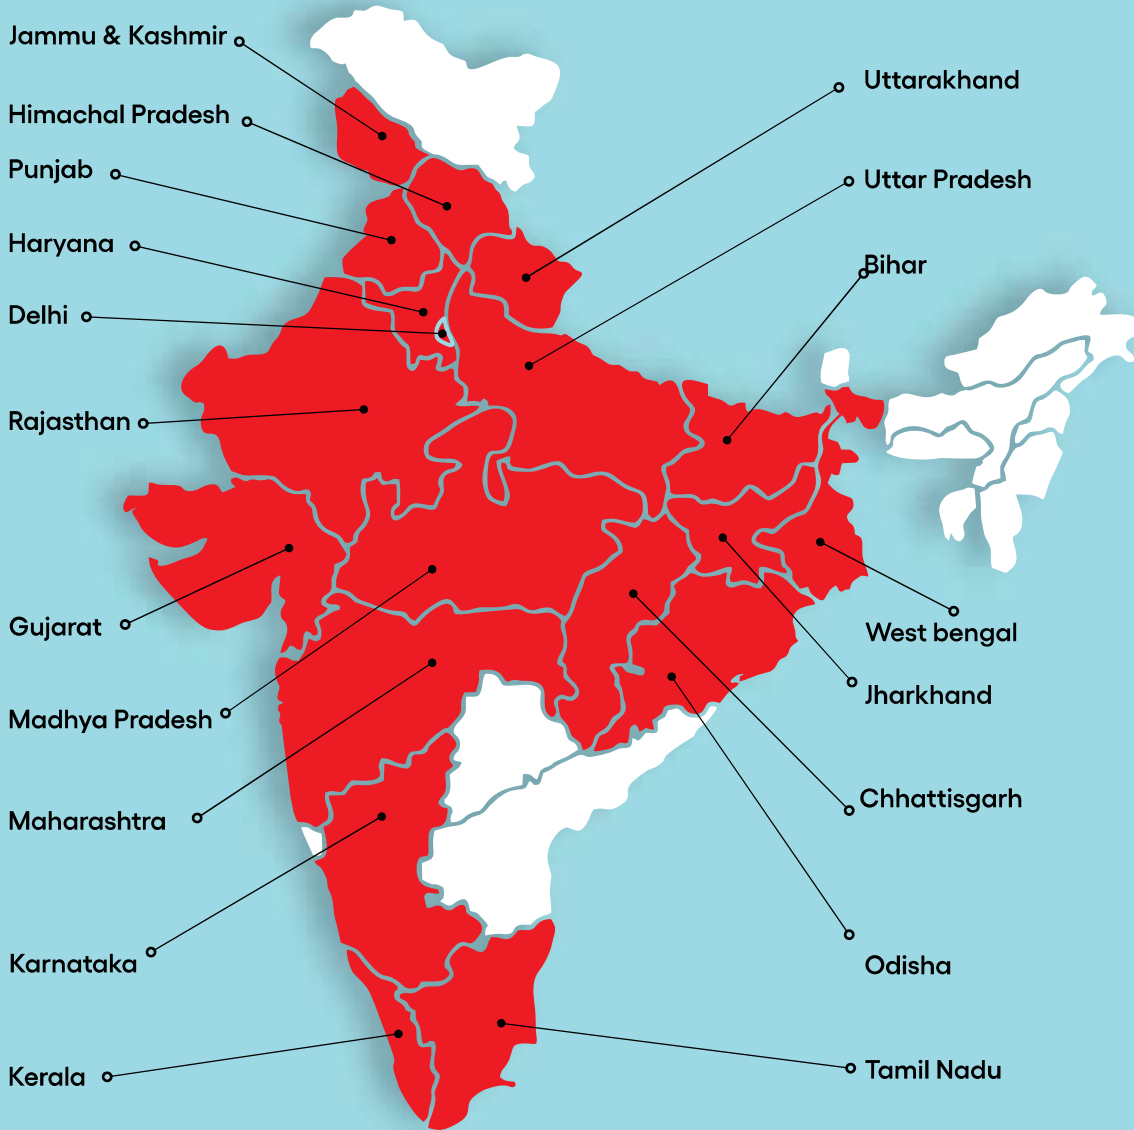 Jammu & Kashmir
Himachal Pradesh
Punjab
Haryana
Delhi
Rajasthan
Gujarat
Madhya Pradesh
Maharashtra
Karnataka
Kerala
Uttarakhand
Uttar Pradesh
Bihar
West bengal
Jharkhand
Chhattisgarh
Odisha
Tamil Nadu